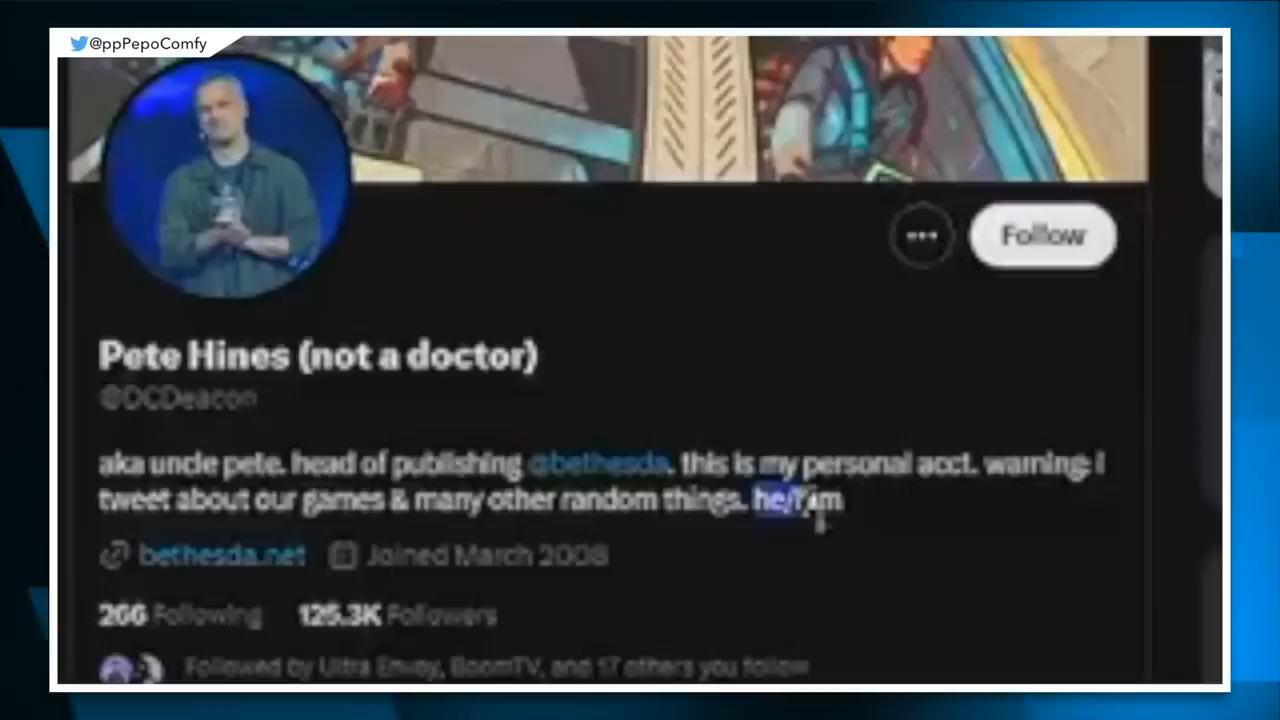 @ppPepoComfy
Follow
Pete Hines (not a doctor)
@DCDeacon
aka uncle pete. head of publishing @bethesda. this is my personal acct. warning: I
tweet about our games & many other random things. he/him
bethesda.net Joined March 2008
266 Following 125.3K Followers
Followed by Ultra Envoy, BoomTV, and 17 others you follow